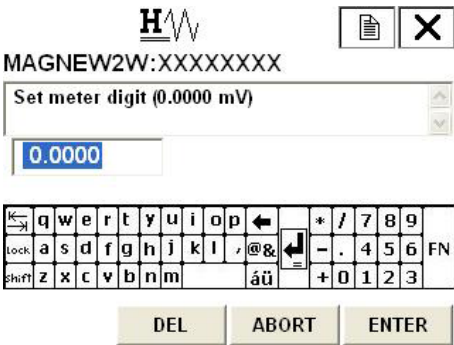 H
MAGNEW2W:XXXXXXXX
Set meter digit (0.0000 mV)
0.0000
q w e r t y u i o p * / 7 8 9
Lock a s d f g h j k l , @& - . 4 5 6 FN
Shift z x c v b n m áü = + 0 1 2 3
DEL ABORT ENTER